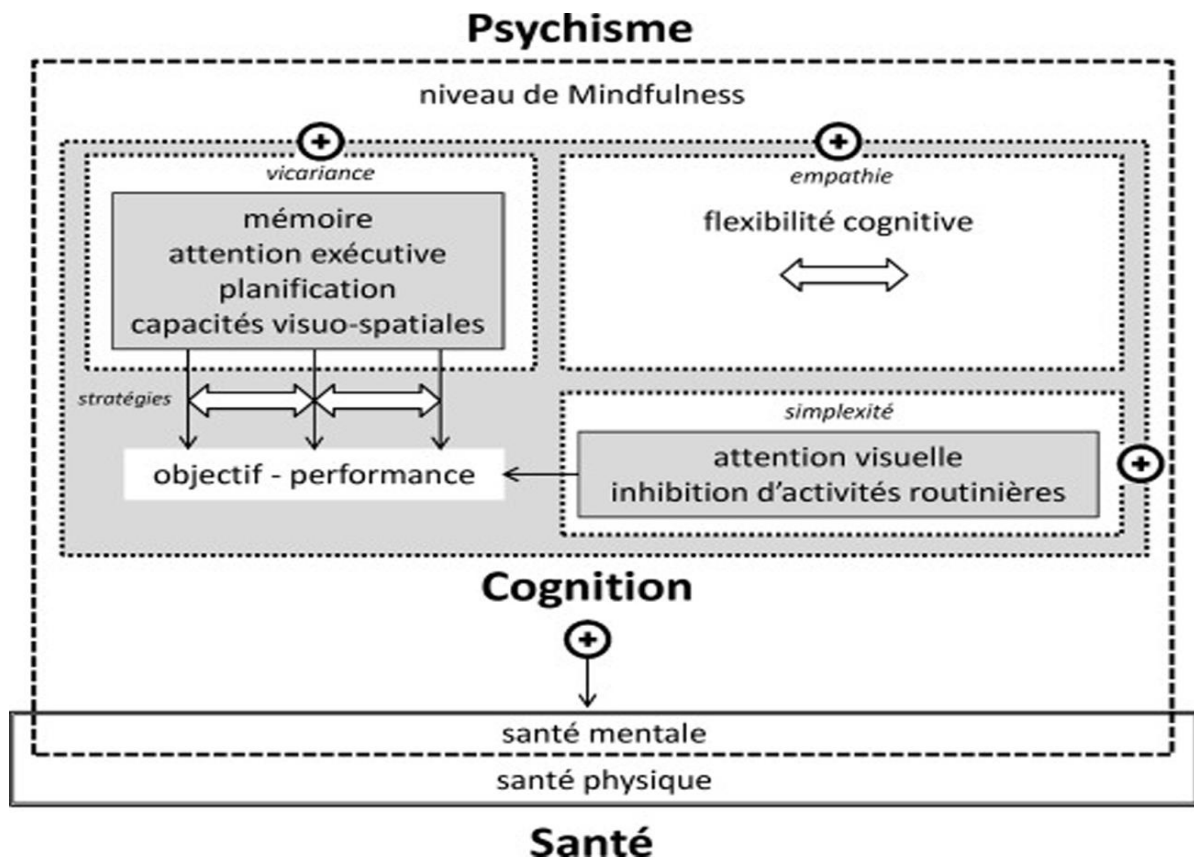 Psychisme
niveau de Mindfulness
vicariance
mémoire
attention exécutive
planification
capacités visuo-spatiales
stratégies
objectif - performance
empathie
flexibilité cognitive
simplexité
attention visuelle
inhibition d'activités routinières
Cognition
santé mentale
santé physique
Santé